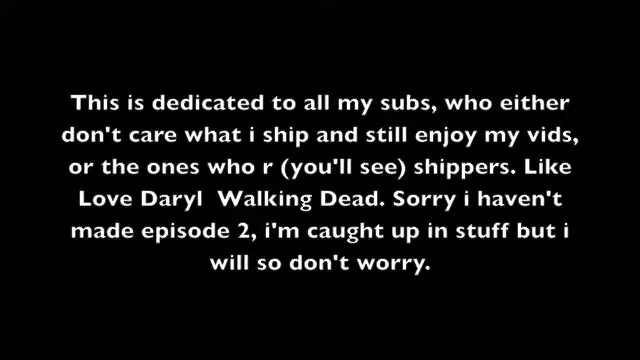 This is dedicated to all my subs, who either
don't care what i ship and still enjoy my vids,
or the ones who r (you'll see) shippers. Like
Love Daryl  Walking Dead. Sorry i haven't
made episode 2, i'm caught up in stuff but i
will so don't worry.